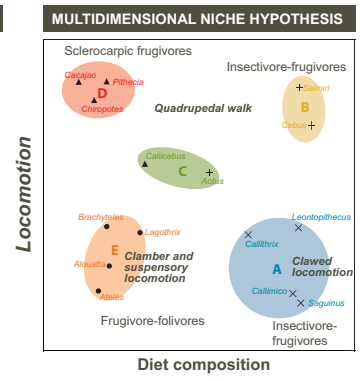 MULTIDIMENSIONAL NICHE HYPOTHESIS
Sclerocarpic frugivores
Insectivore-frugivores
Cacajao
Pithecia
D
Chiropotes
Saimiri
B
Cebus
Quadrupedal walk
Callicebus
C
Aotus
Locomotion
Brachyteles
Lagothrix
E
Alouatta
Clamber and
suspensory
locomotion
Ateles
Leontopithecus
Callithrix
A
Clawed
locomotion
Callimico
Saguinus
Frugivore-folivores
Insectivore-
frugivores
Diet composition